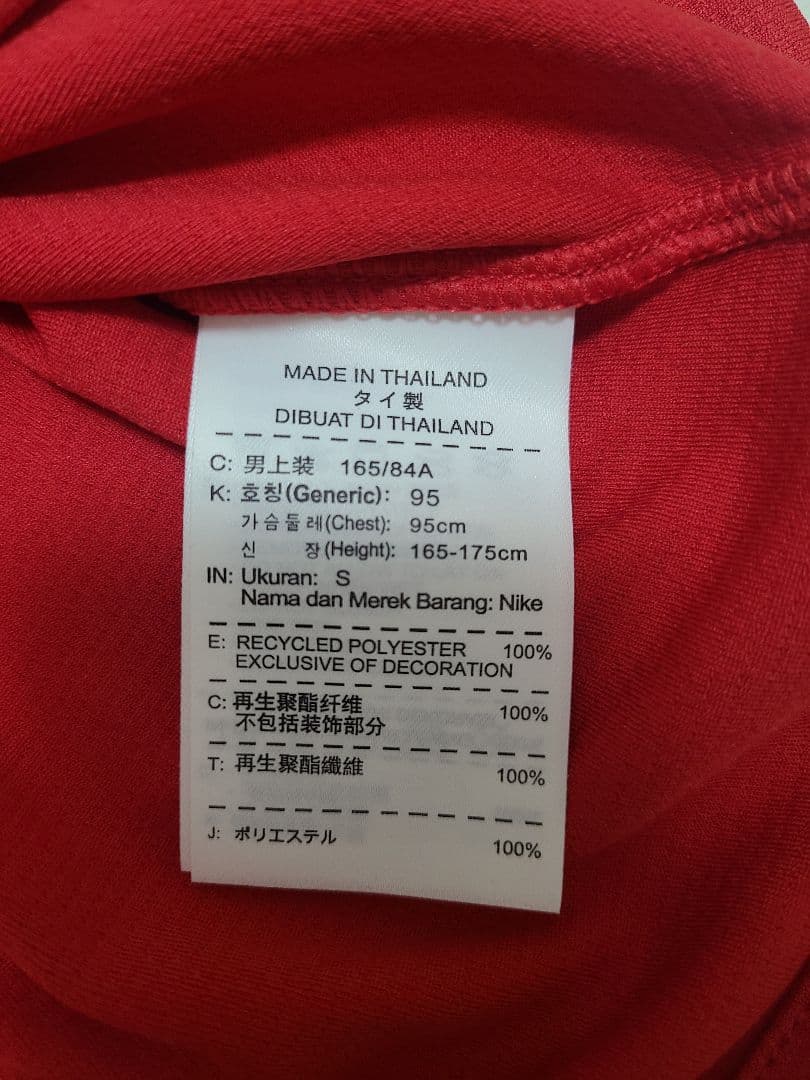 MADE IN THAILAND
タイ製
DIBUAT DI THAILAND
C: 男上装 165/84A
K: 호칭(Generic): 95
가슴둘레(Chest): 95cm
신 장(Height): 165-175cm
IN: Ukuran: S
Nama dan Merek Barang: Nike
E: RECYCLED POLYESTER 100%
EXCLUSIVE OF DECORATION
C: 再生聚酯纤维 100%
不包括装饰部分
T: 再生聚酯纖維 100%
J: ポリエステル 100%